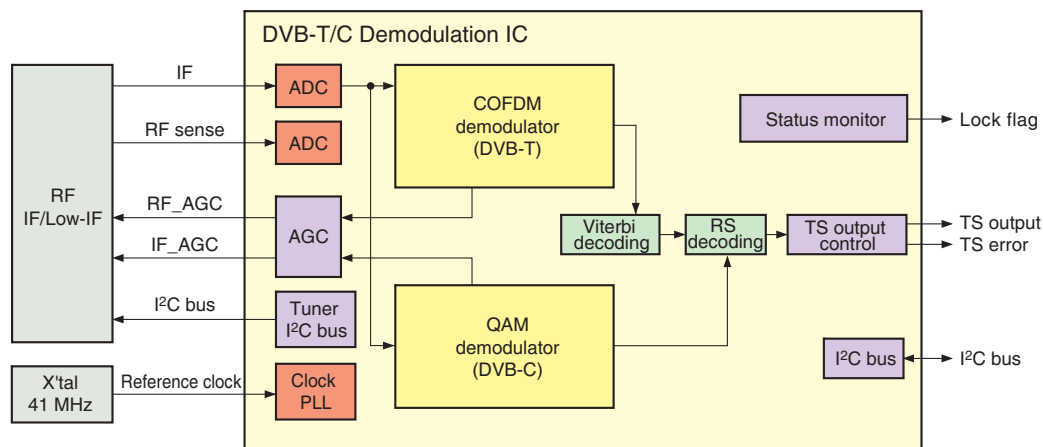 DVB-T/C Demodulation IC
RF
IF/Low-IF
X'tal
41 MHz
IF
RF sense
RF_AGC
IF_AGC
I²C bus
Reference clock
ADC
ADC
AGC
Tuner
I²C bus
Clock
PLL
COFDM
demodulator
(DVB-T)
QAM
demodulator
(DVB-C)
Viterbi
decoding
RS
decoding
TS output
control
Status monitor
I²C bus
Lock flag
TS output
TS error
I²C bus